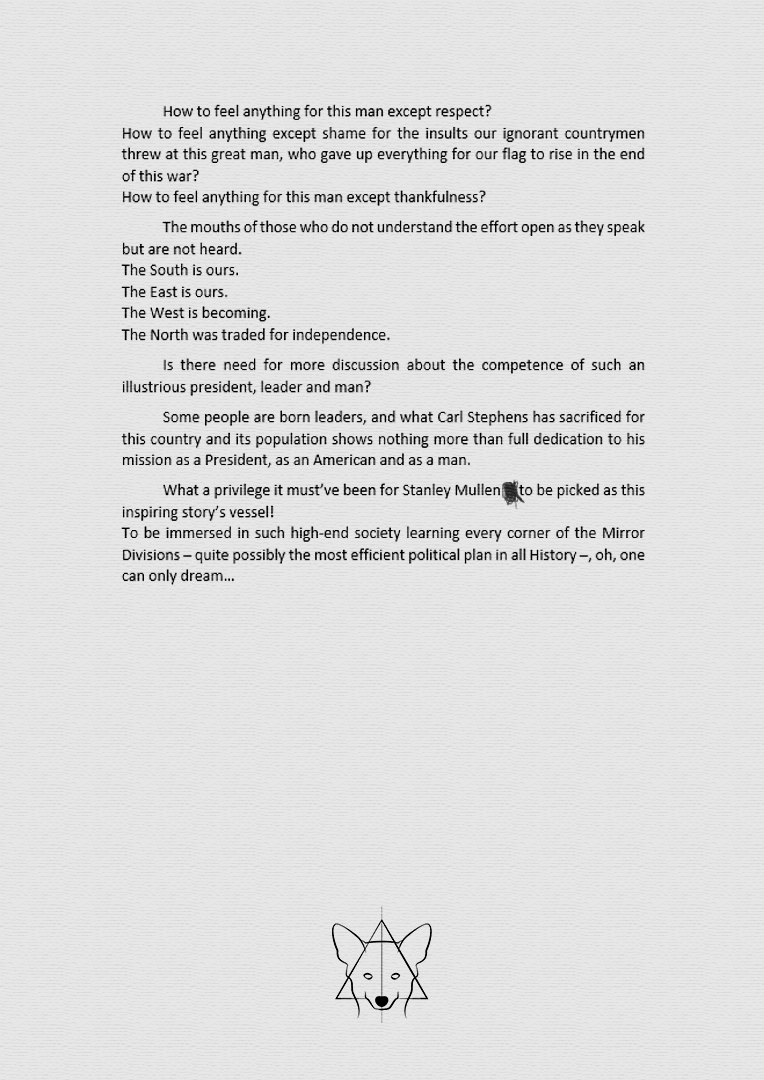 How to feel anything for this man except respect?
How to feel anything except shame for the insults our ignorant countrymen
threw at this great man, who gave up everything for our flag to rise in the end
of this war?
How to feel anything for this man except thankfulness?
The mouths of those who do not understand the effort open as they speak
but are not heard.
The South is ours.
The East is ours.
The West is becoming.
The North was traded for independence.
Is there need for more discussion about the competence of such an
illustrious president, leader and man?
Some people are born leaders, and what Carl Stephens has sacrificed for
this country and its population shows nothing more than full dedication to his
mission as a President, as an American and as a man.
What a privilege it must’ve been for Stanley Mullen to be picked as this
inspiring story’s vessel!
To be immersed in such high-end society learning every corner of the Mirror
Divisions – quite possibly the most efficient political plan in all History –, oh, one
can only dream...